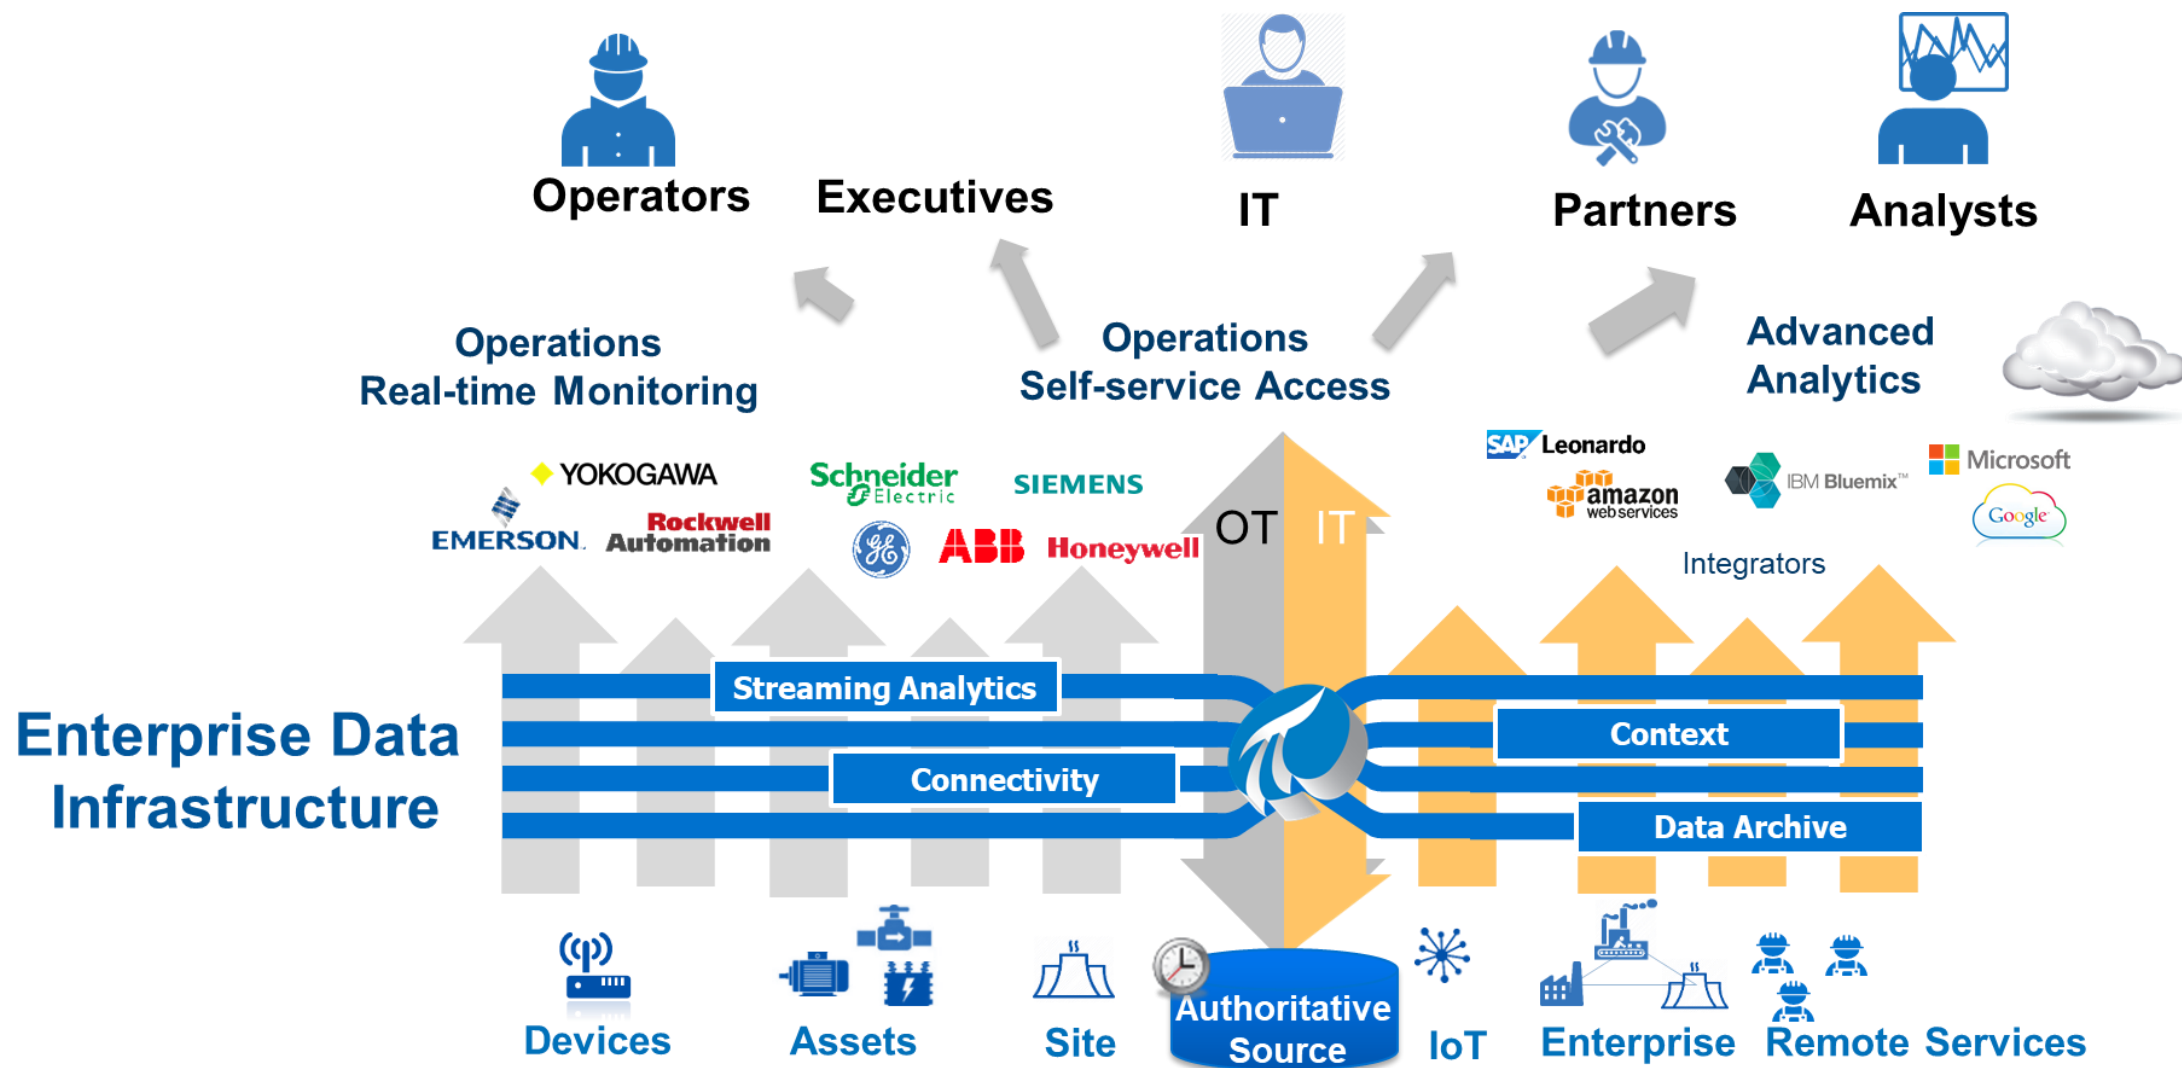 Operators
Executives
IT
Partners
Analysts
Operations
Real-time Monitoring
Operations
Self-service Access
Advanced
Analytics
YOKOGAWA
EMERSON
Rockwell
Automation
Schneider
Electric
GE
ABB
SIEMENS
Honeywell
OT
IT
SAP Leonardo
amazon
web services
IBM Bluemix™
Microsoft
Google
Integrators
Enterprise Data
Infrastructure
Streaming Analytics
Connectivity
Context
Data Archive
Devices
Assets
Site
Authoritative
Source
IoT
Enterprise
Remote Services